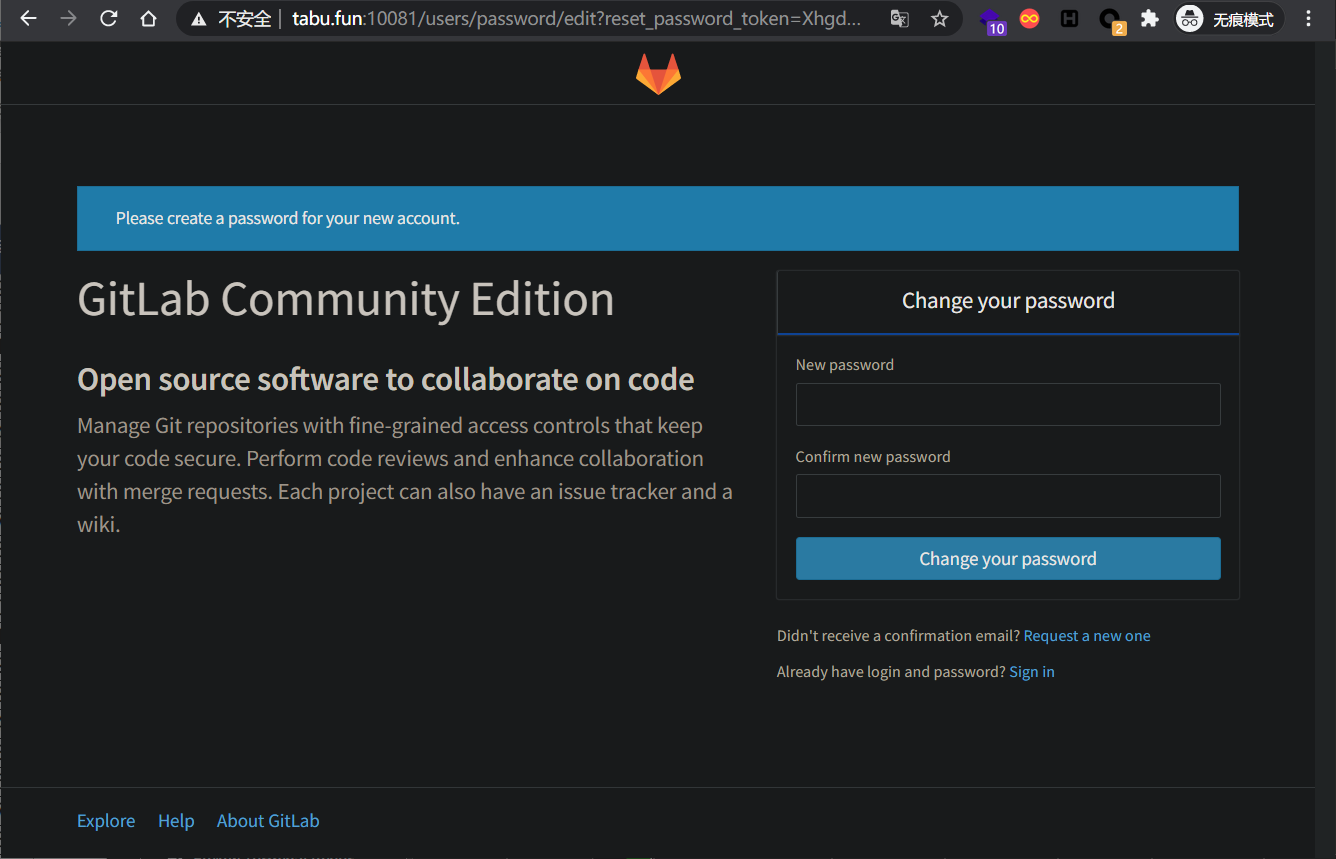 不安全 tabu.fun:10081/users/password/edit?reset_password_token=Xhgd...
10
H
2
无痕模式
Please create a password for your new account.
GitLab Community Edition
Open source software to collaborate on code
Manage Git repositories with fine-grained access controls that keep
your code secure. Perform code reviews and enhance collaboration
with merge requests. Each project can also have an issue tracker and a
wiki.
Change your password
New password
Confirm new password
Change your password
Didn't receive a confirmation email? Request a new one
Already have login and password? Sign in
Explore Help About GitLab